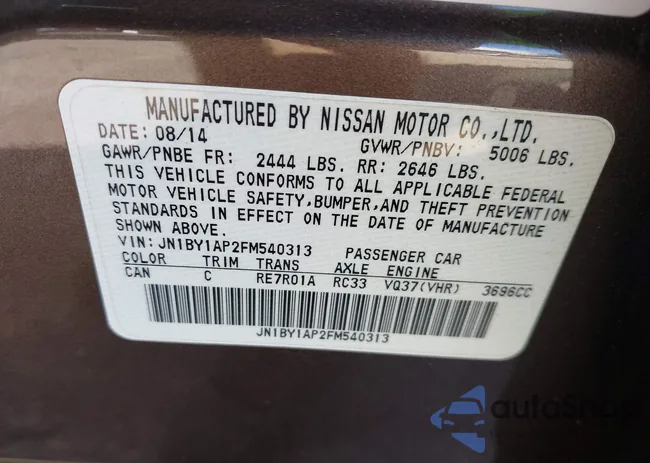 MANUFACTURED BY NISSAN MOTOR CO.,LTD.
DATE: 08/14 GVWR/PNBV: 5006 LBS.
GAWR/PNBE FR: 2444 LBS. RR: 2646 LBS.
THIS VEHICLE CONFORMS TO ALL APPLICABLE FEDERAL
MOTOR VEHICLE SAFETY,BUMPER,AND THEFT PREVENTION
STANDARDS IN EFFECT ON THE DATE OF MANUFACTURE
SHOWN ABOVE.
VIN: JN1BY1AP2FM540313 PASSENGER CAR
COLOR TRIM TRANS AXLE ENGINE
CAN C RE7R01A RC33 VQ37(VHR) 3696CC
JN1BY1AP2FM540313
autoSnap